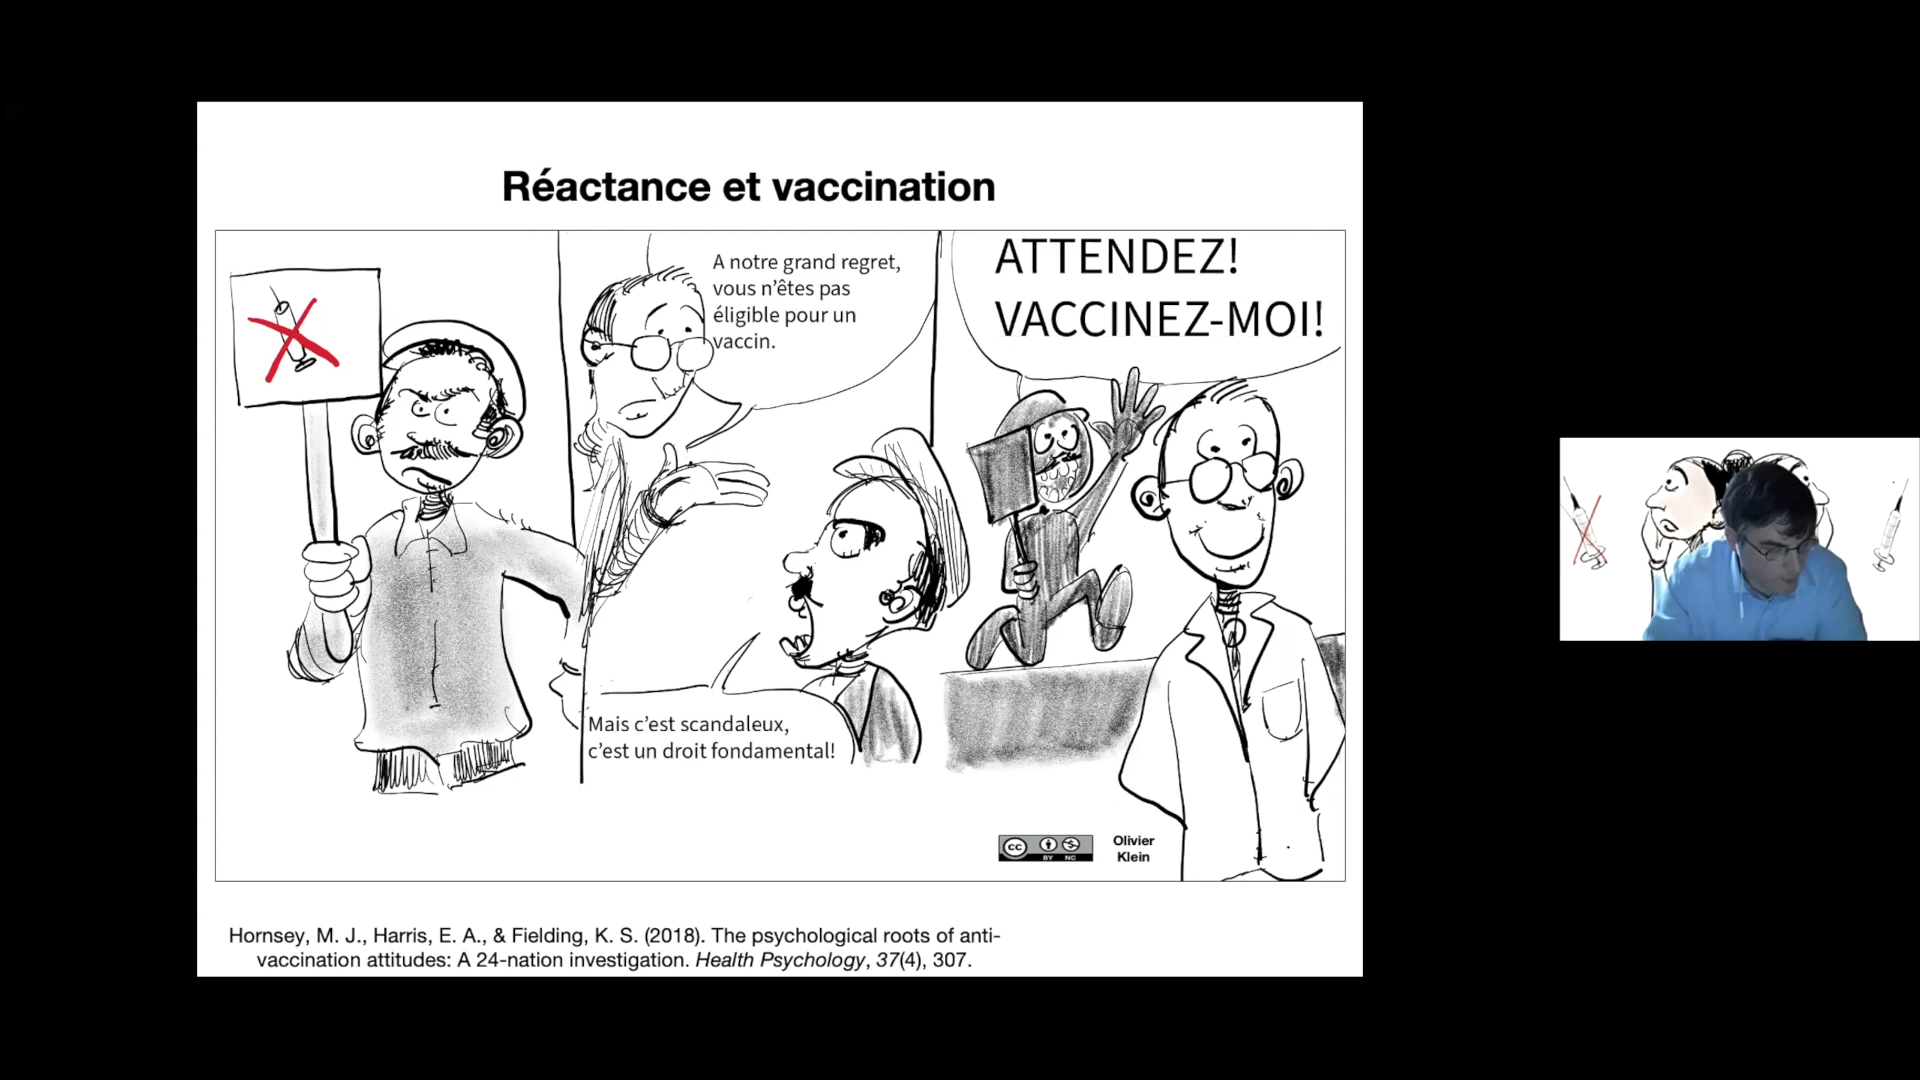 Réactance et vaccination
A notre grand regret,
vous n'êtes pas
éligible pour un
vaccin.
Mais c'est scandaleux,
c'est un droit fondamental!
ATTENDEZ!
VACCINEZ-MOI!
cc
BY NC
Olivier
Klein
Hornsey, M. J., Harris, E. A., & Fielding, K. S. (2018). The psychological roots of anti-
vaccination attitudes: A 24-nation investigation. Health Psychology, 37(4), 307.